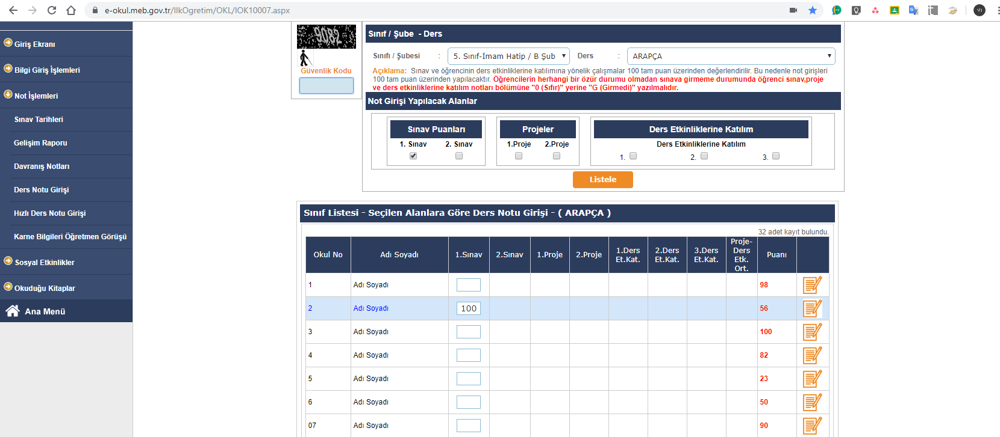 e-okul.meb.gov.tr/IlkOgretim/OKL/IOK10007.aspx
Giriş Ekranı
Bilgi Giriş İşlemleri
Not İşlemleri
Sınav Tarihleri
Gelişim Raporu
Davranış Notları
Ders Notu Girişi
Hızlı Ders Notu Girişi
Karne Bilgileri Öğretmen Görüşü
Sosyal Etkinlikler
Okuduğu Kitaplar
Ana Menü
9082
Güvenlik Kodu
Sınıf / Şube - Ders
Sınıfı / Şubesi : 5. Sınıf-İmam Hatip / B Şub Ders : ARAPÇA
Açıklama: Sınav ve öğrencinin ders etkinliklerine katılımına yönelik çalışmalar 100 tam puan üzerinden değerlendirilir. Bu nedenle not girişleri
100 tam puan üzerinden yapılacaktır. Öğrencilerin herhangi bir özür durumu olmadan sınava girmeme durumunda öğrenci sınav,proje
ve ders etkinliklerine katılım notları bölümüne "0 (Sıfır)" yerine "G (Girmedi)" yazılmalıdır.
Not Girişi Yapılacak Alanlar
Sınav Puanları Projeler Ders Etkinliklerine Katılım
1. Sınav 2. Sınav 1.Proje 2.Proje Ders Etkinliklerine Katılım
1. 2. 3.
Listele
Sınıf Listesi - Seçilen Alanlara Göre Ders Notu Girişi - ( ARAPÇA )
32 adet kayıt bulundu.
Okul No Adı Soyadı 1.Sınav 2.Sınav 1.Proje 2.Proje 1.Ders Et.Kat. 2.Ders Et.Kat. 3.Ders Et.Kat. Proje-Ders Etk. Ort. Puanı
1 Adı Soyadı 98
2 Adı Soyadı 100 56
3 Adı Soyadı 100
4 Adı Soyadı 82
5 Adı Soyadı 23
6 Adı Soyadı 50
07 Adı Soyadı 90